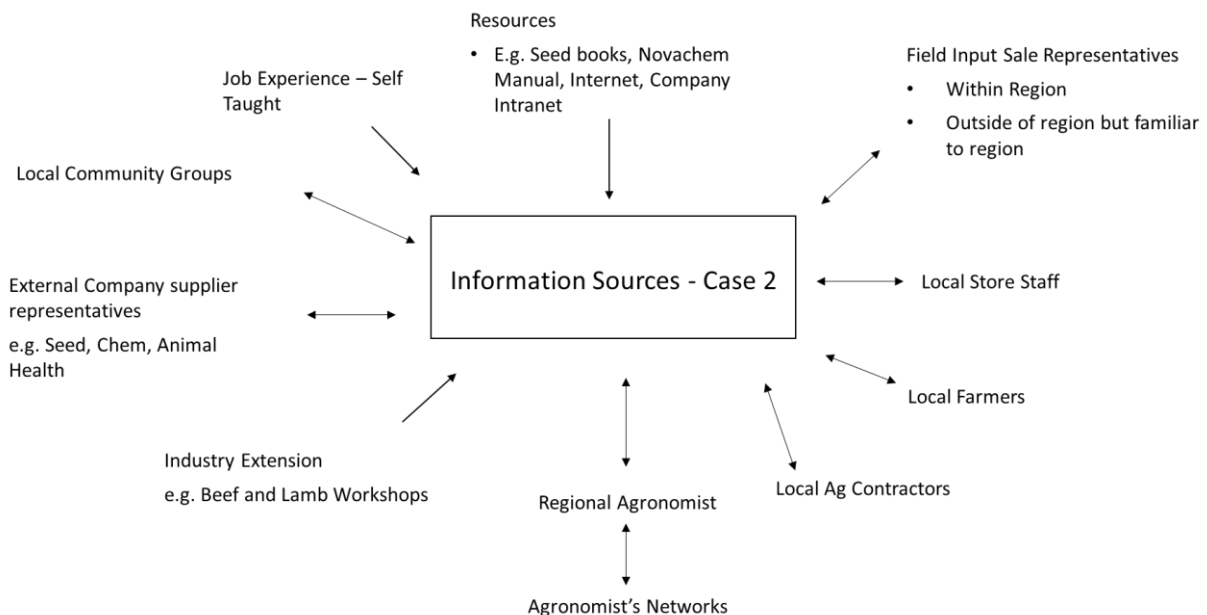 Resources
• E.g. Seed books, Novachem
Manual, Internet, Company
Intranet
Field Input Sale Representatives
• Within Region
• Outside of region but familiar
to region
Job Experience – Self
Taught
Local Community Groups
Information Sources - Case 2
External Company supplier
representatives
e.g. Seed, Chem, Animal
Health
Local Store Staff
Local Farmers
Industry Extension
e.g. Beef and Lamb Workshops
Local Ag Contractors
Regional Agronomist
Agronomist's Networks